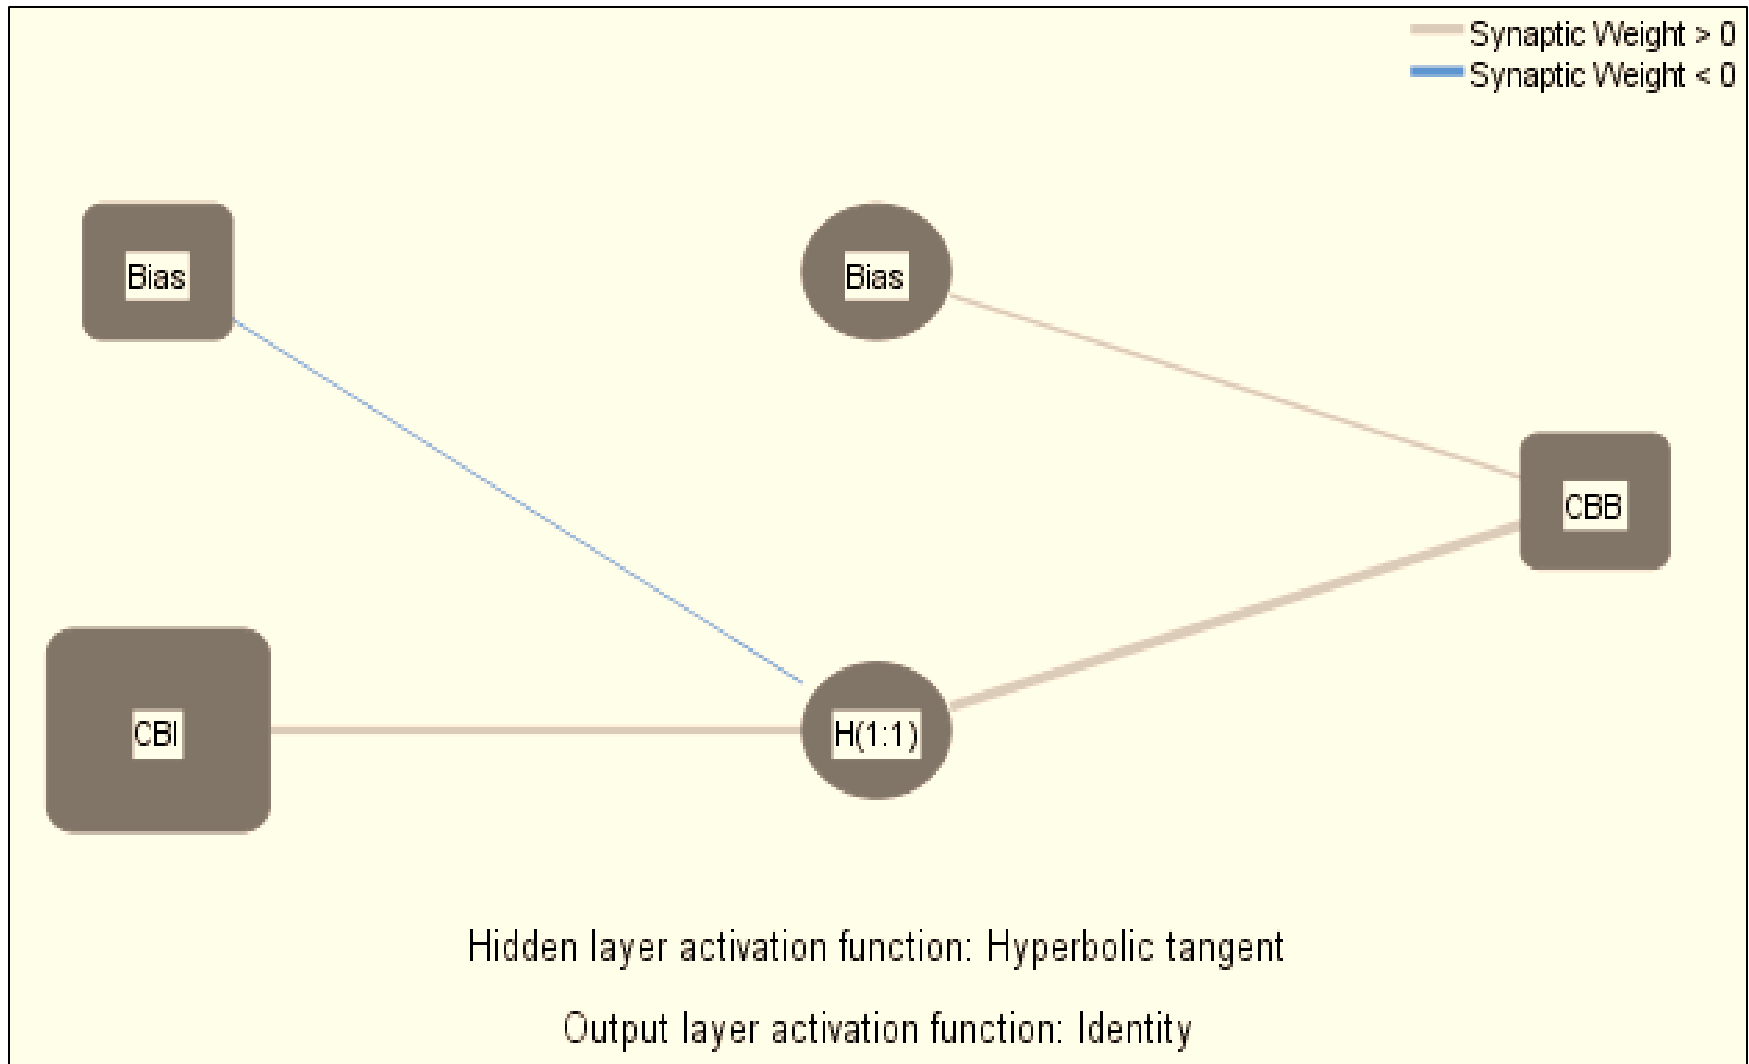 Synaptic Weight > 0
Synaptic Weight < 0
Bias
Bias
CBB
CBI
H(1:1)
Hidden layer activation function: Hyperbolic tangent
Output layer activation function: Identity